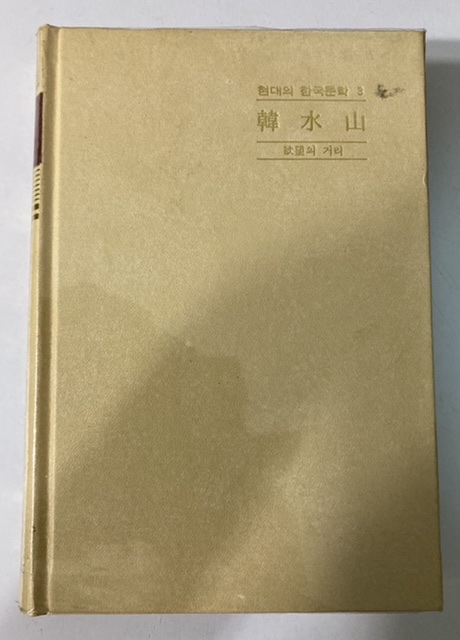 현대의 한국문학 3
韓水山
欲望의 거리